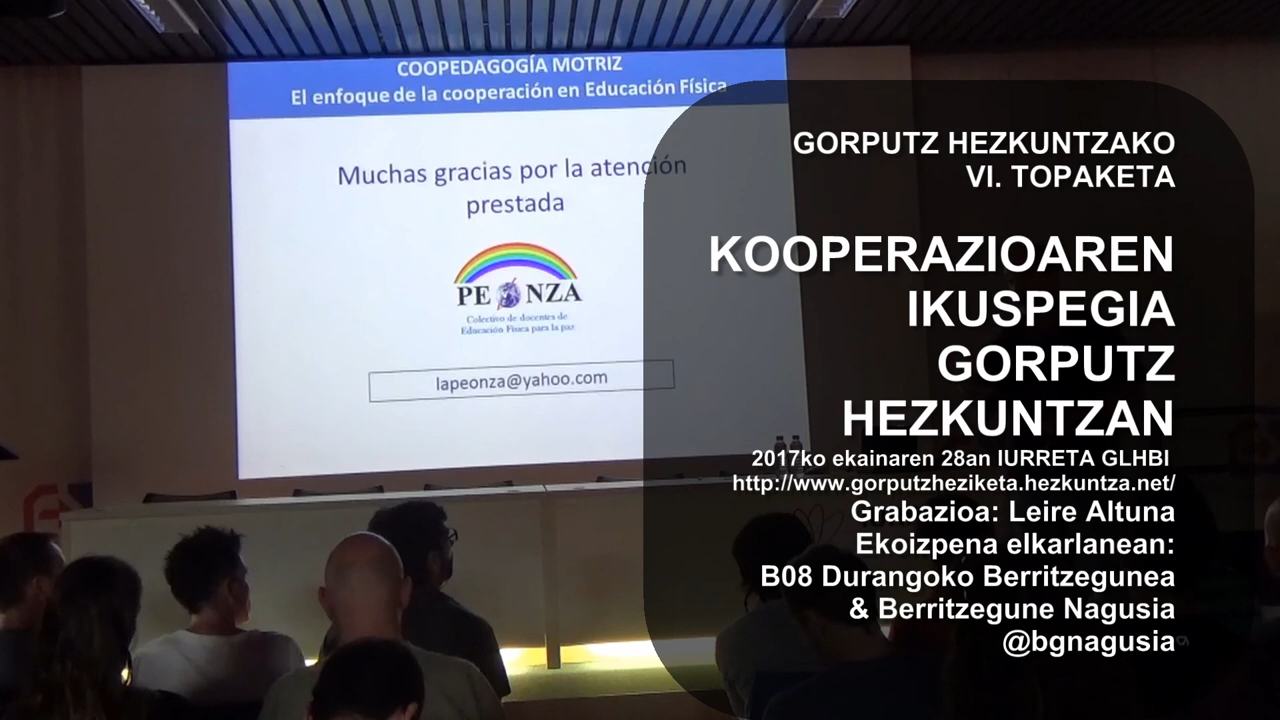 COOPEDAGOGÍA MOTRIZ
El enfoque de la cooperación en Educación Física
Muchas gracias por la atención
prestada
PEONZA
Colectivo de docentes de
Educación Física para la paz
lapeonza@yahoo.com
GORPUTZ HEZKUNTZAKO
VI. TOPAKETA
KOOPERAZIOAREN
IKUSPEGIA
GORPUTZ
HEZKUNTZAN
2017ko ekainaren 28an IURRETA GLHBI
http://www.gorputzheziketa.hezkuntza.net/
Grabazioa: Leire Altuna
Ekoizpena elkarlanean:
B08 Durangoko Berritzegunea
& Berritzegune Nagusia
@bgnagusia